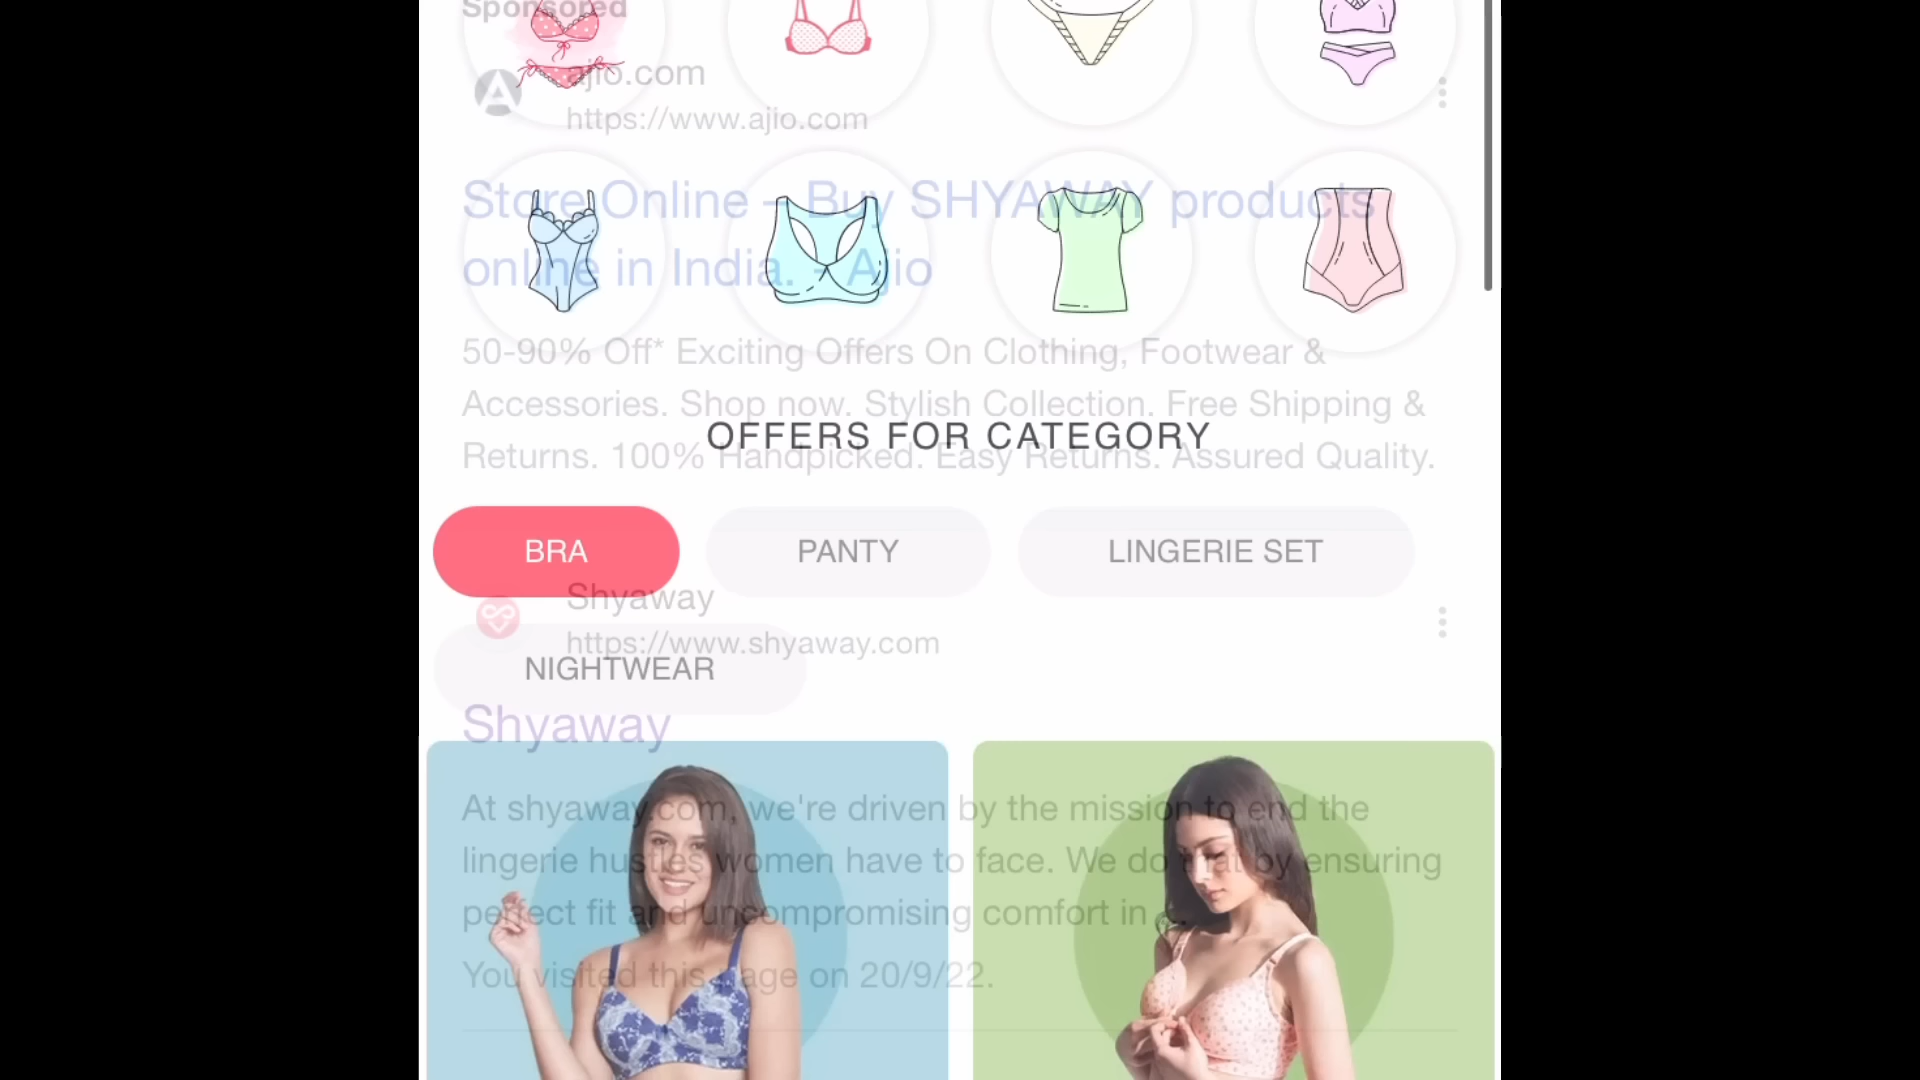 Sponsored
ajio.com
https://www.ajio.com
Store Online – Buy SHYAWAY products
online in India. - Ajio
50-90% Off* Exciting Offers On Clothing, Footwear &
Accessories. Shop now. Stylish Collection. Free Shipping &
OFFERS FOR CATEGORY
Returns. 100% Handpicked. Easy Returns. Assured Quality.
BRA PANTY LINGERIE SET
Shyaway
https://www.shyaway.com
NIGHTWEAR
Shyaway
At shyaway.com, we're driven by the mission to end the
lingerie hustles women have to face. We do it by ensuring
perfect fit and uncompromising comfort in
You visited this page on 20/9/22.